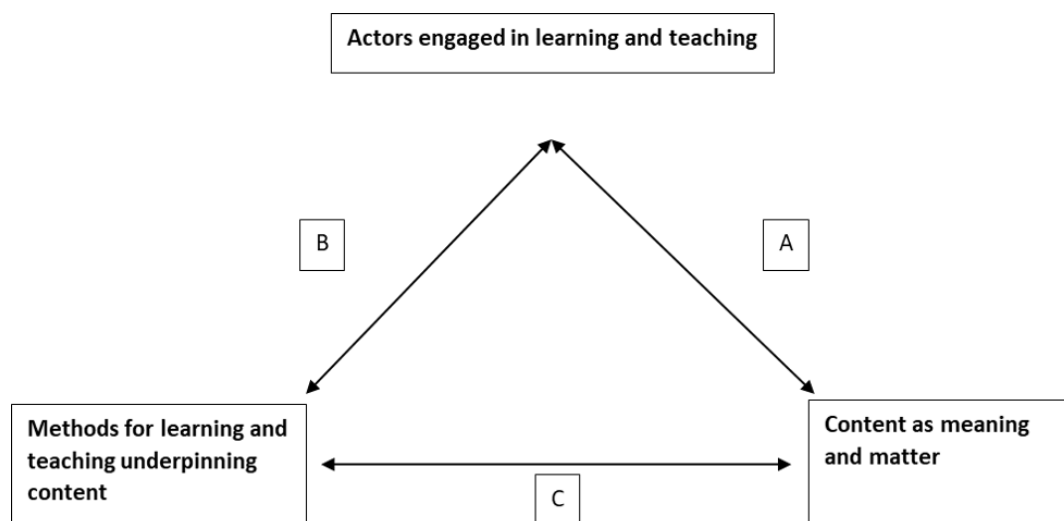 Actors engaged in learning and teaching
B
A
Methods for learning and
teaching underpinning
content
Content as meaning
and matter
C